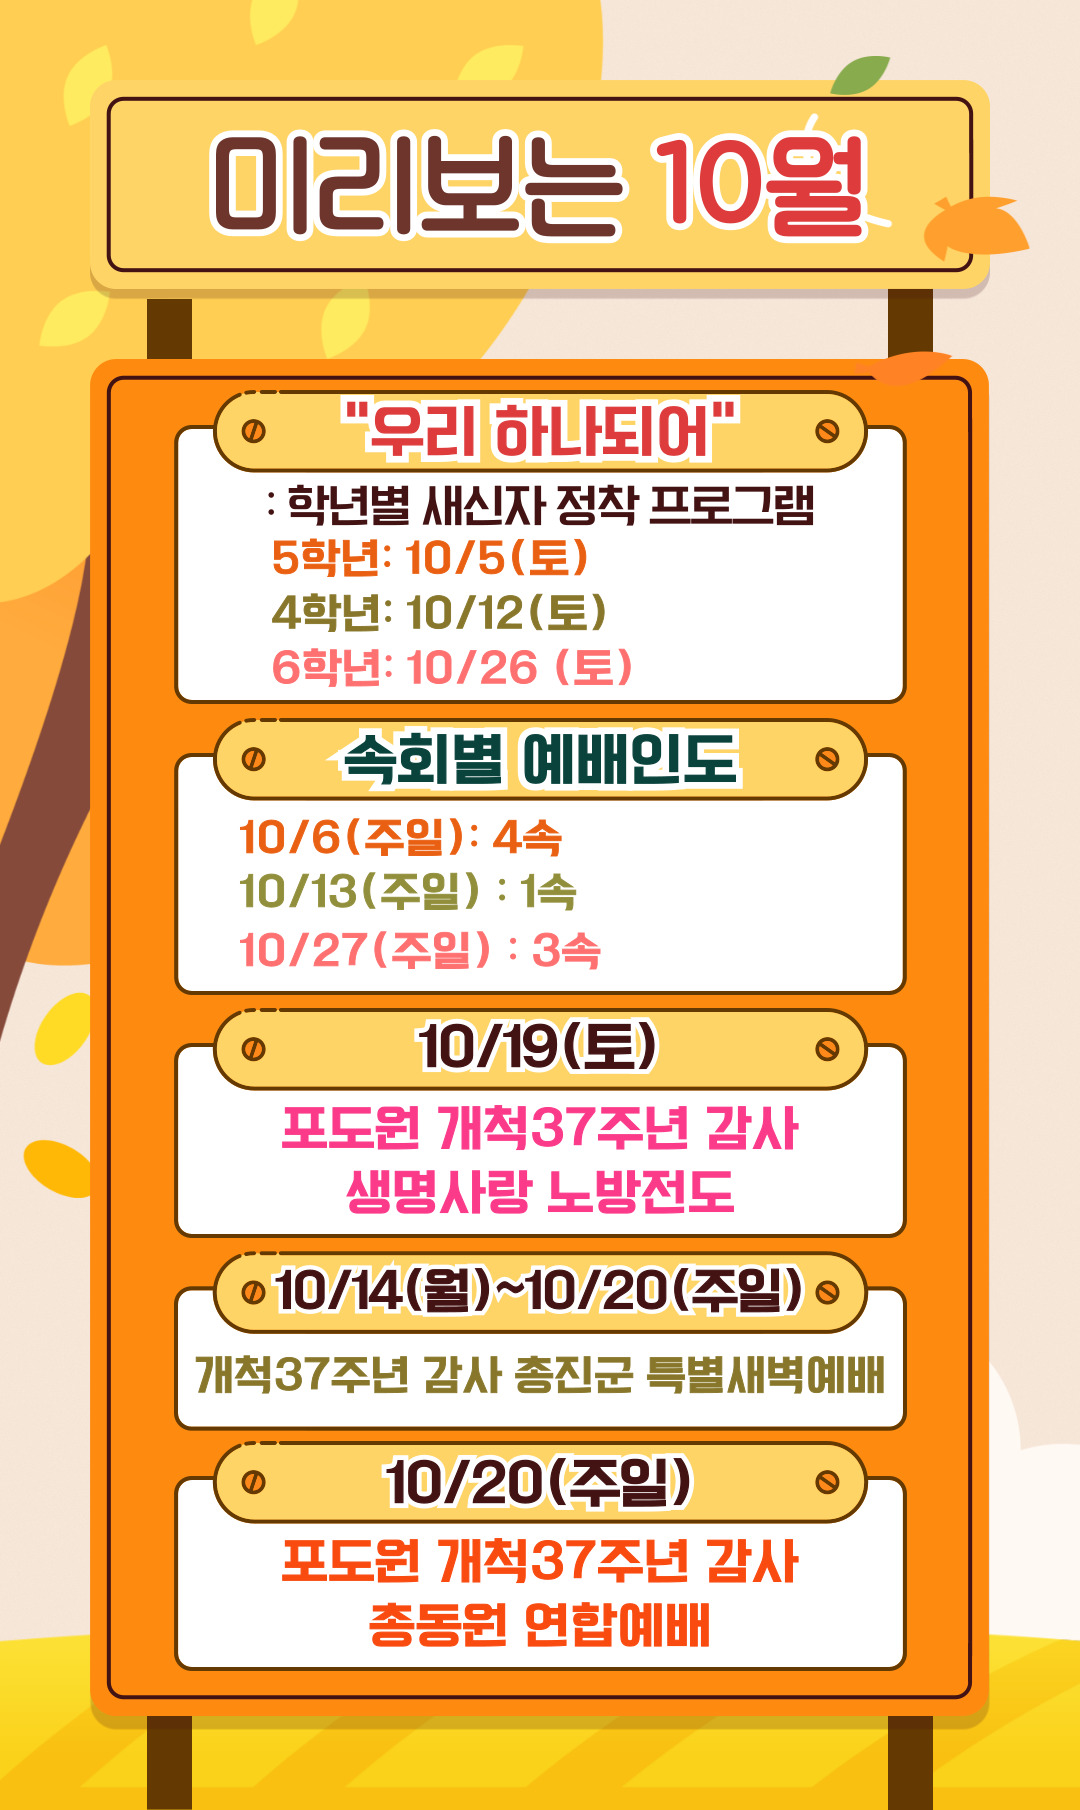 미리보는 10월
"우리 하나되어"
: 학년별 새신자 정착 프로그램
5학년: 10/5(토)
4학년: 10/12(토)
6학년: 10/26 (토)
속회별 예배인도
10/6(주일): 4속
10/13(주일) : 1속
10/27(주일) : 3속
10/19(토)
포도원 개척37주년 감사
생명사랑 노방전도
10/14(월)~10/20(주일)
개척37주년 감사 총진군 특별새벽예배
10/20(주일)
포도원 개척37주년 감사
총동원 연합예배